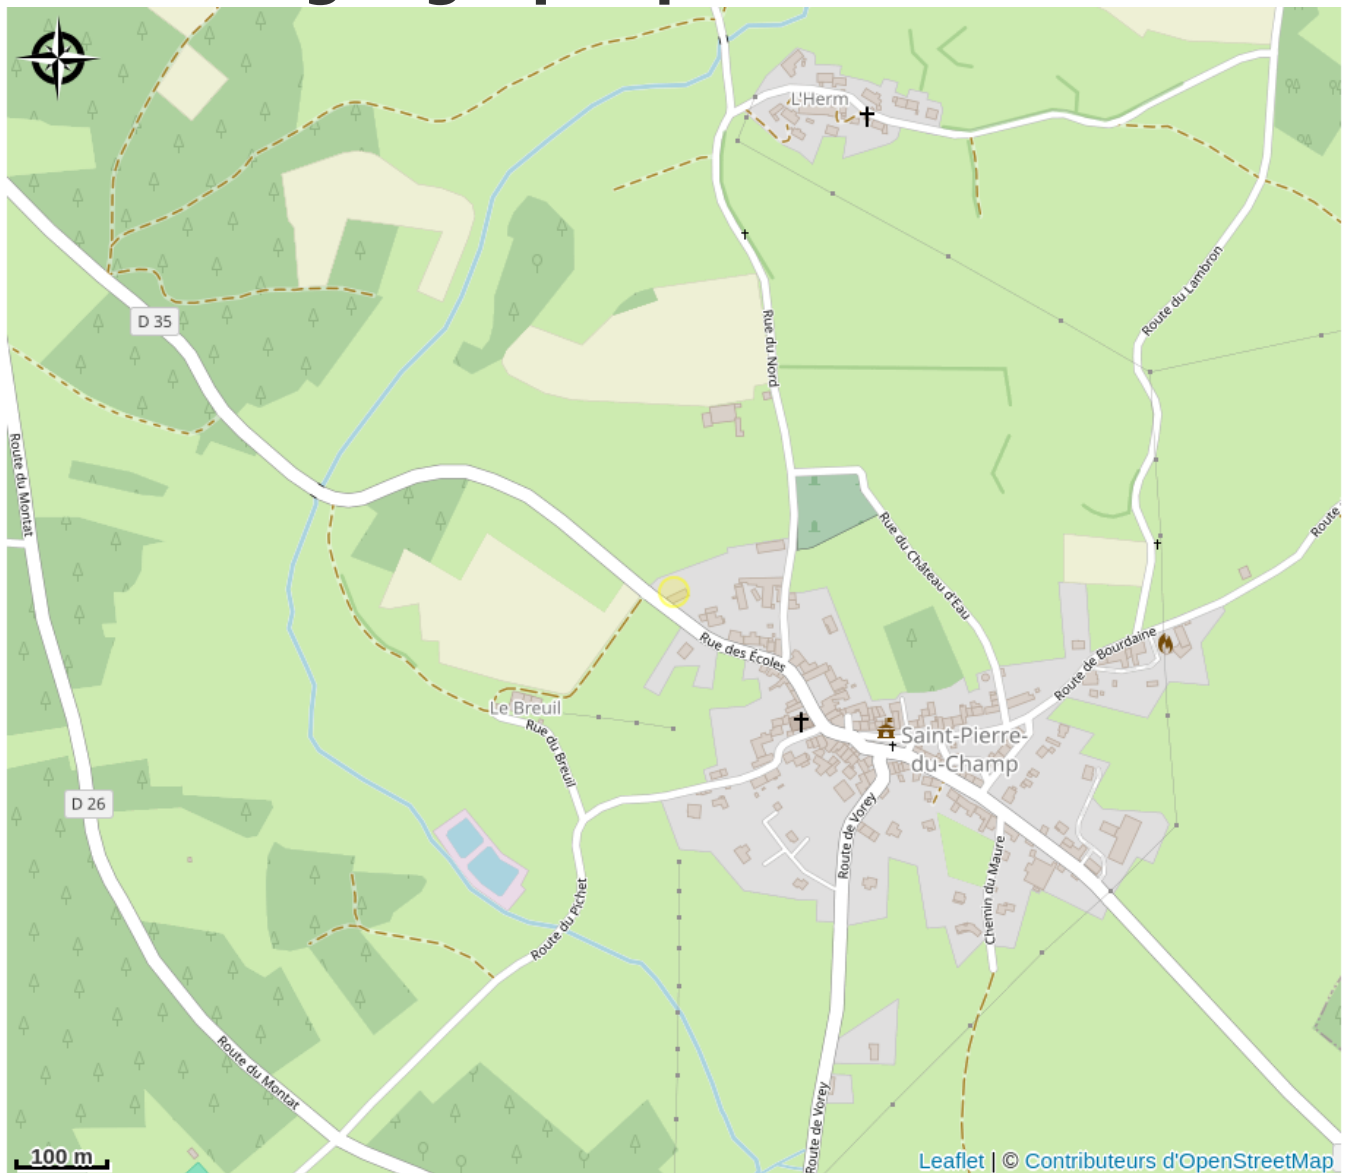 L'Herm
Route du Lambron
D 35
Rue du Nord
Route du Montat
Rue du Château d'Eau
Route
Rue des Écoles
Route de Bourdaine
Le Breuil
Rue du Breuil
Saint-Pierre-
du-Champ
D 26
Route de Vorey
Chemin du Maure
Route du Pichet
Route du Montat
Route de Vorey
100 m
Leaflet | © Contributeurs d'OpenStreetMap